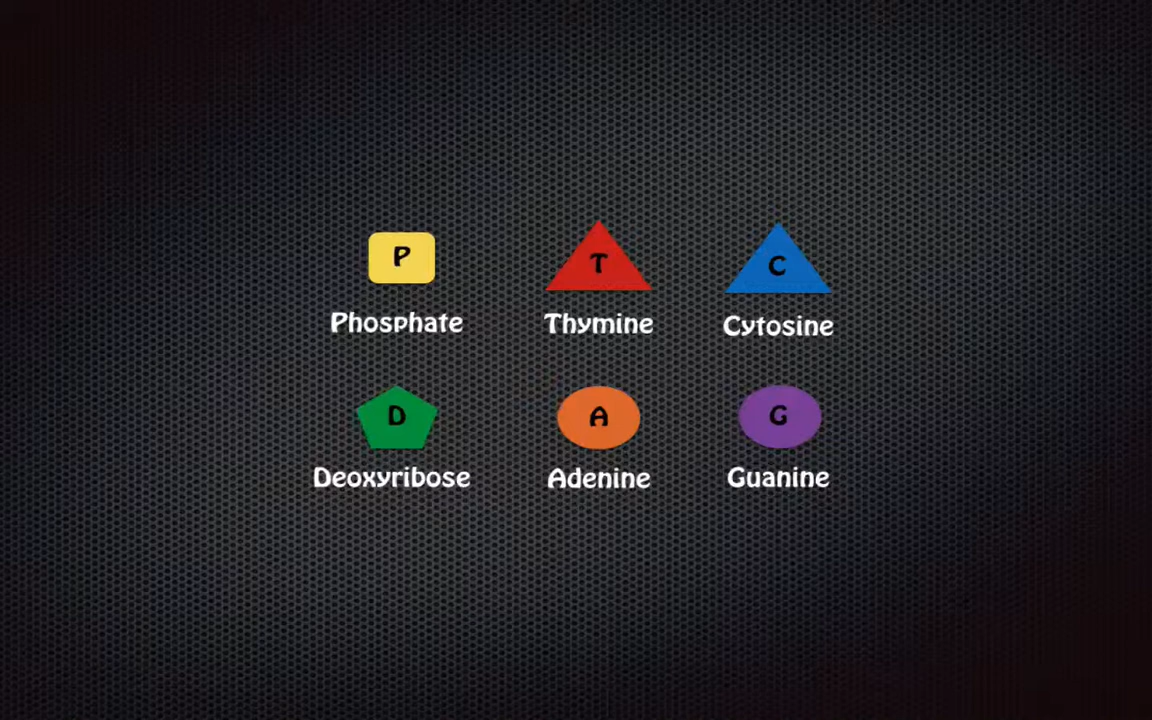 P
T
C
Phosphate
Thymine
Cytosine
D
A
G
Deoxyribose
Adenine
Guanine